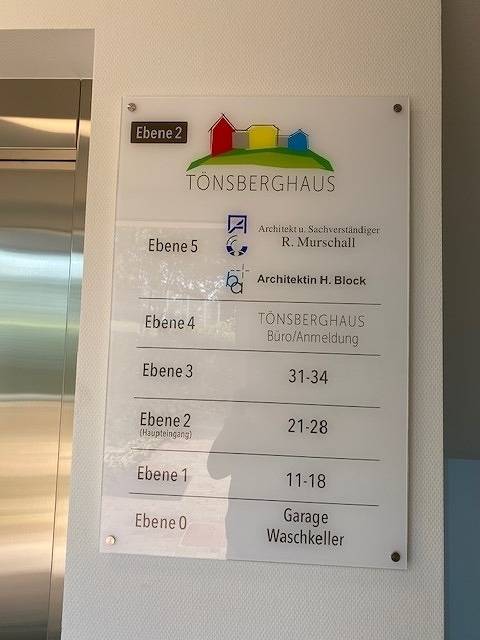 Ebene 2
TÖNSBERGHAUS
Ebene 5
Architekt u. Sachverständiger
R. Murschall
ba
Architektin H. Block
Ebene 4
TÖNSBERGHAUS
Büro/Anmeldung
Ebene 3
31-34
Ebene 2
(Haupteingang)
21-28
Ebene 1
11-18
Ebene 0
Garage
Waschkeller